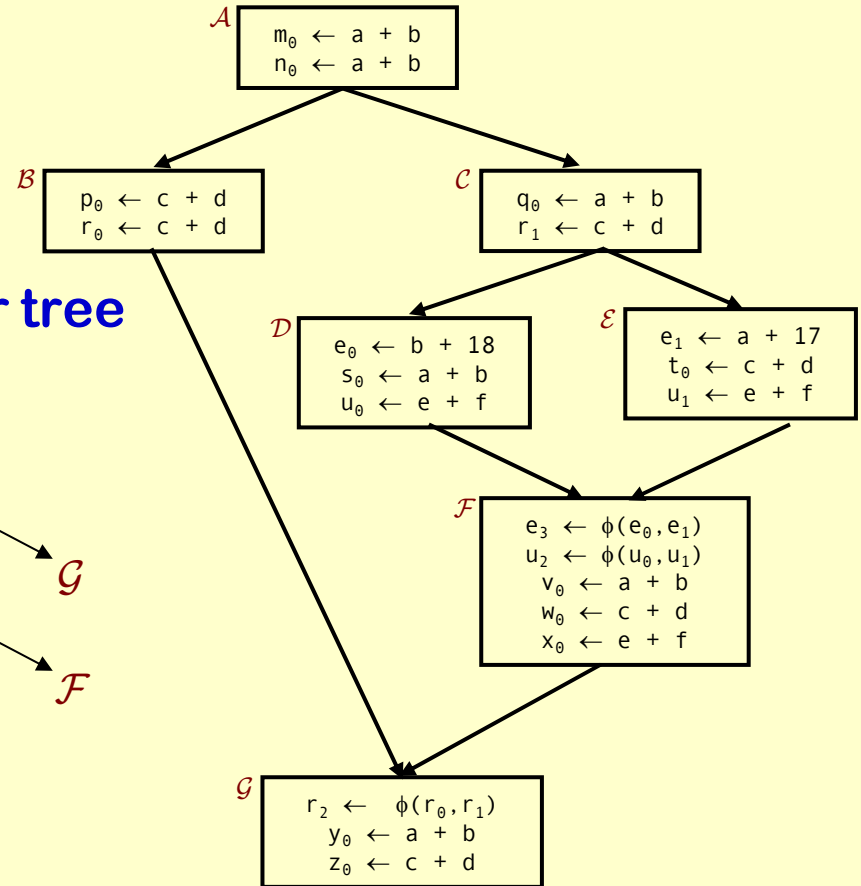 A
m₀ ← a + b
n₀ ← a + b
B
p₀ ← c + d
r₀ ← c + d
C
q₀ ← a + b
r₁ ← c + d
r tree
D
e₀ ← b + 18
s₀ ← a + b
u₀ ← e + f
E
e₁ ← a + 17
t₀ ← c + d
u₁ ← e + f
F
e₃ ← ϕ(e₀,e₁)
u₂ ← ϕ(u₀,u₁)
v₀ ← a + b
w₀ ← c + d
x₀ ← e + f
G
F
G
r₂ ← ϕ(r₀,r₁)
y₀ ← a + b
z₀ ← c + d